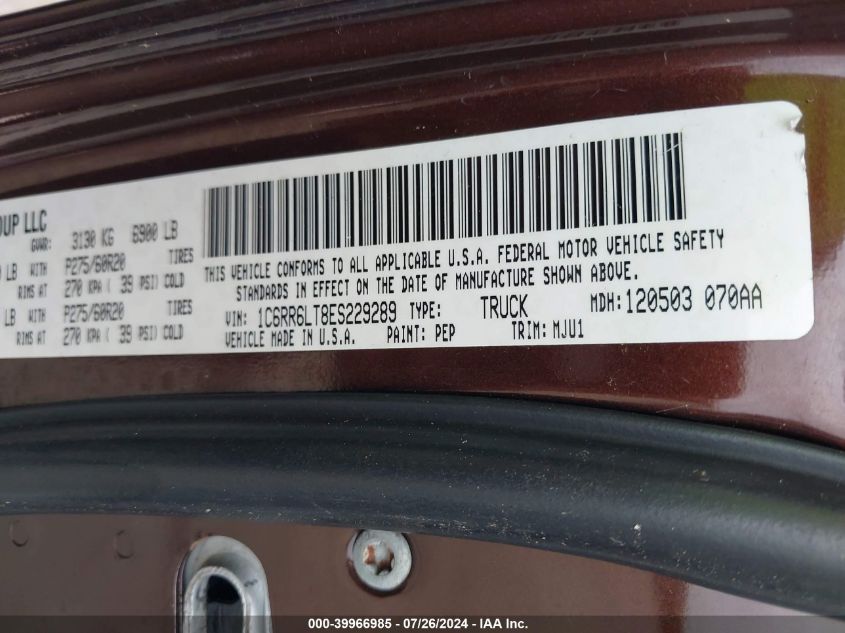 OUP LLC
GVWR: 3130 KG 6900 LB
LB WITH P275/60R20 TIRES
RIMS AT 270 KPA ( 39 PSI) COLD
LB WITH P275/60R20 TIRES
RIMS AT 270 KPA ( 39 PSI) COLD
THIS VEHICLE CONFORMS TO ALL APPLICABLE U.S.A. FEDERAL MOTOR VEHICLE SAFETY
STANDARDS IN EFFECT ON THE DATE OF MANUFACTURE SHOWN ABOVE.
VIN: 1C6RR6LT8ES229289 TYPE: TRUCK MDH: 120503 070AA
VEHICLE MADE IN U.S.A. PAINT: PEP TRIM: MJU1
000-39966985 - 07/26/2024 - IAA Inc.